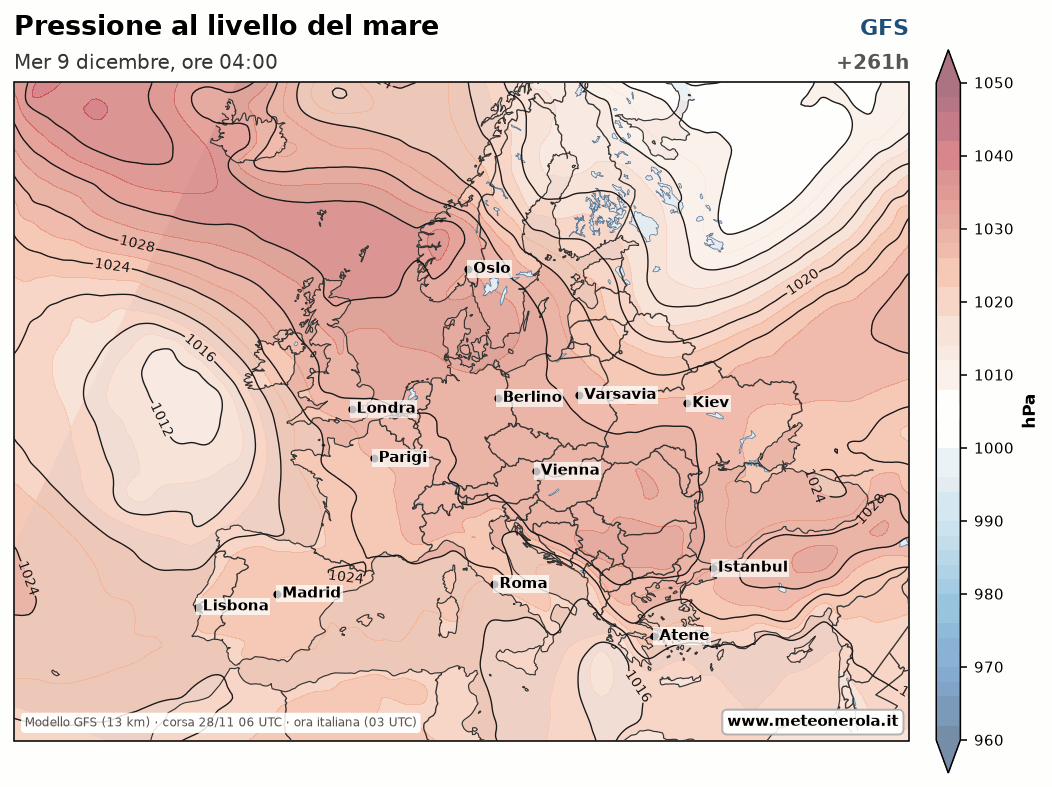 Pressione al livello del mare
GFS
Mer 9 dicembre, ore 04:00
+261h
1050
1040
1030
1020
1010
1000
990
980
970
960
hPa
1028
1024
1016
1012
1020
1024
1028
1024
1024
1016
Oslo
Berlino
Varsavia
Kiev
Londra
Parigi
Vienna
Istanbul
Roma
Madrid
Lisbona
Atene
Modello GFS (13 km) · corsa 28/11 06 UTC · ora italiana (03 UTC)
www.meteonerola.it